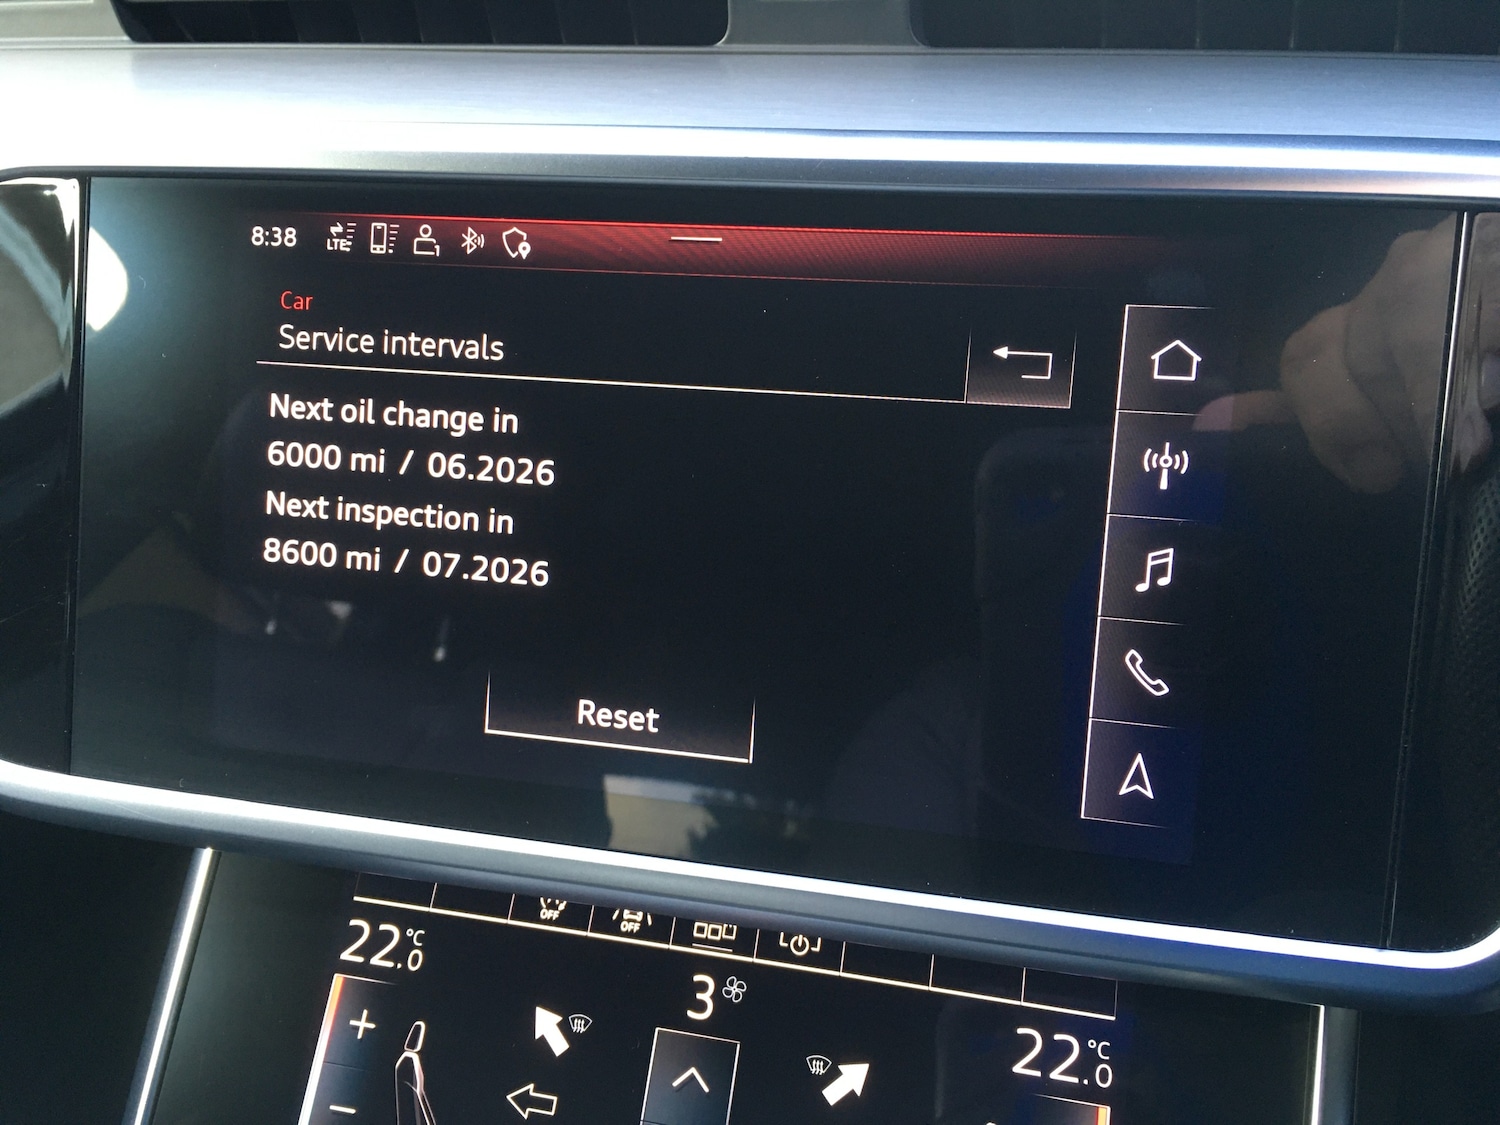 8:38 LTE 1
Car
Service intervals
Next oil change in
6000 mi / 06.2026
Next inspection in
8600 mi / 07.2026
Reset
OFF OFF
22.0 °C
3
22.0 °C